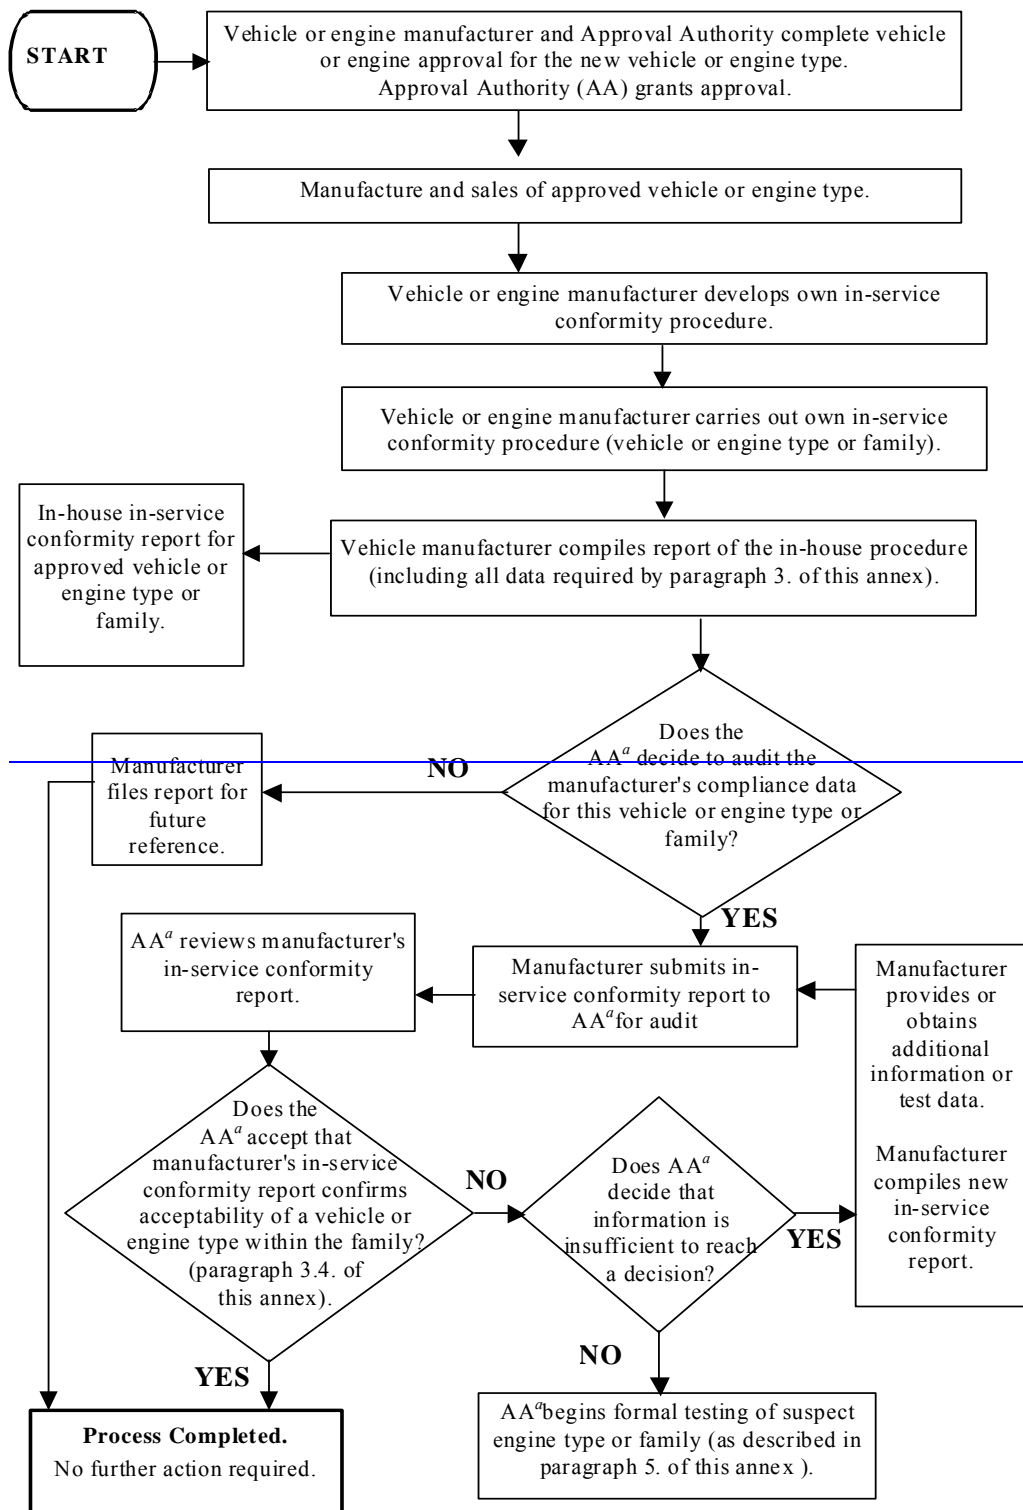 START
Vehicle or engine manufacturer and Approval Authority complete vehicle
or engine approval for the new vehicle or engine type.
Approval Authority (AA) grants approval.
Manufacture and sales of approved vehicle or engine type.
Vehicle or engine manufacturer develops own in-service
conformity procedure.
Vehicle or engine manufacturer carries out own in-service
conformity procedure (vehicle or engine type or family).
In-house in-service
conformity report for
approved vehicle or
engine type or
family.
Vehicle manufacturer compiles report of the in-house procedure
(including all data required by paragraph 3. of this annex).
Does the
AAª decide to audit the
manufacturer's compliance data
for this vehicle or engine type or
family?
NO
Manufacturer
files report for
future
reference.
YES
AAª reviews manufacturer's
in-service conformity
report.
Manufacturer submits in-
service conformity report to
AAª for audit
Manufacturer
provides or
obtains
additional
information or
test data.
Manufacturer
compiles new
in-service
conformity
report.
Does the
AAª accept that
manufacturer's in-service
conformity report confirms
acceptability of a vehicle or
engine type within the family?
(paragraph 3.4. of
this annex).
NO
Does AAª
decide that
information is
insufficient to reach
a decision?
YES
YES
NO
Process Completed.
No further action required.
AAªbegins formal testing of suspect
engine type or family (as described in
paragraph 5. of this annex ).